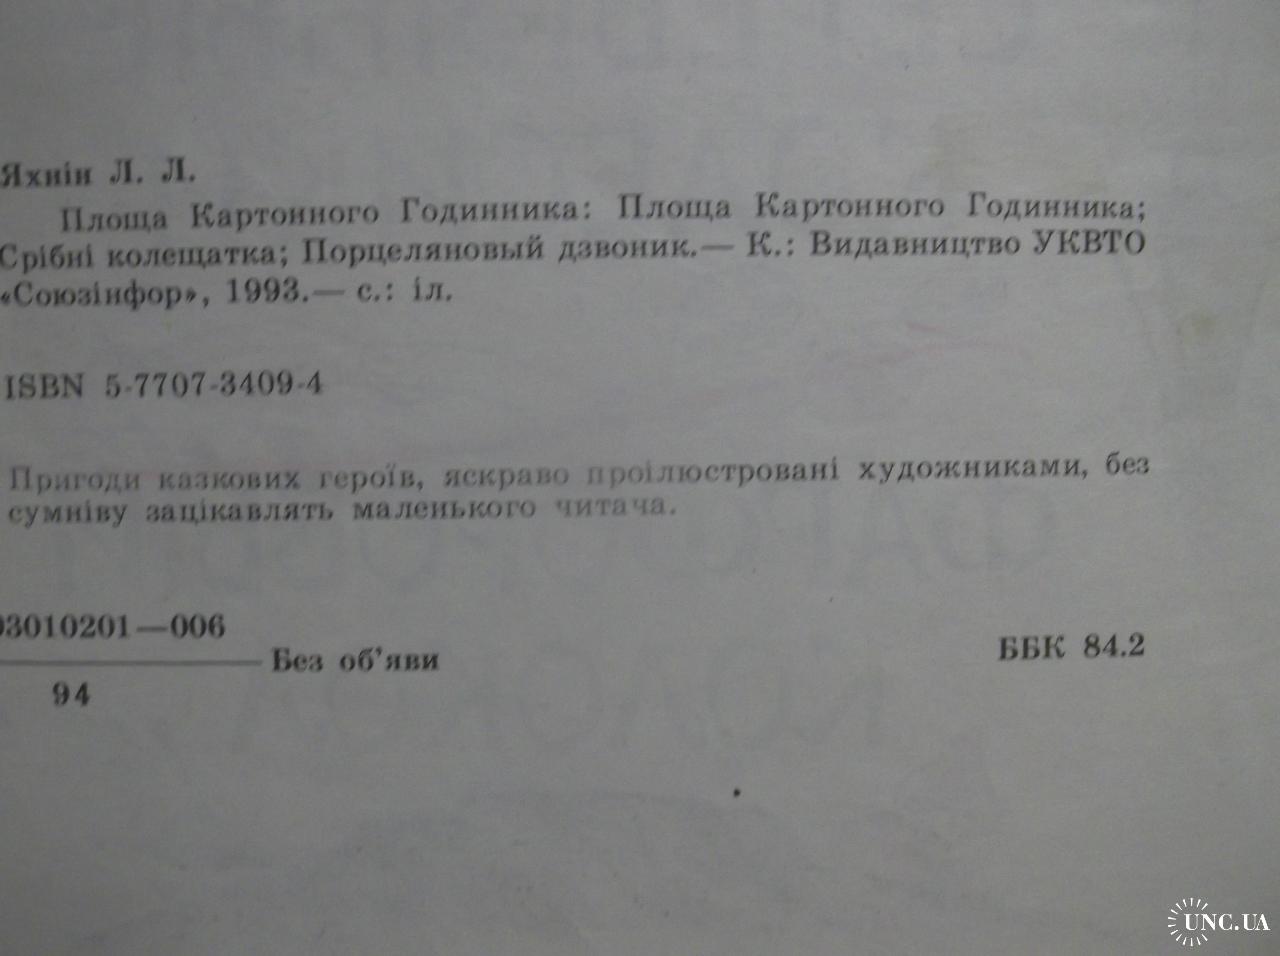 Яхнін Л. Л.
Площа Картонного Годинника: Площа Картонного Годинника;
Срібні колещатка; Порцеляновый дзвоник.— К.: Видавництво УКВТО
«Союзінфор», 1993.— с.: іл.
ISBN 5-7707-3409-4
Пригоди казкових героїв, яскраво проілюстровані художниками, без
сумніву зацікавлять маленького читача.
03010201—006
Без об'яви
94
ББК 84.2
UNC.UA